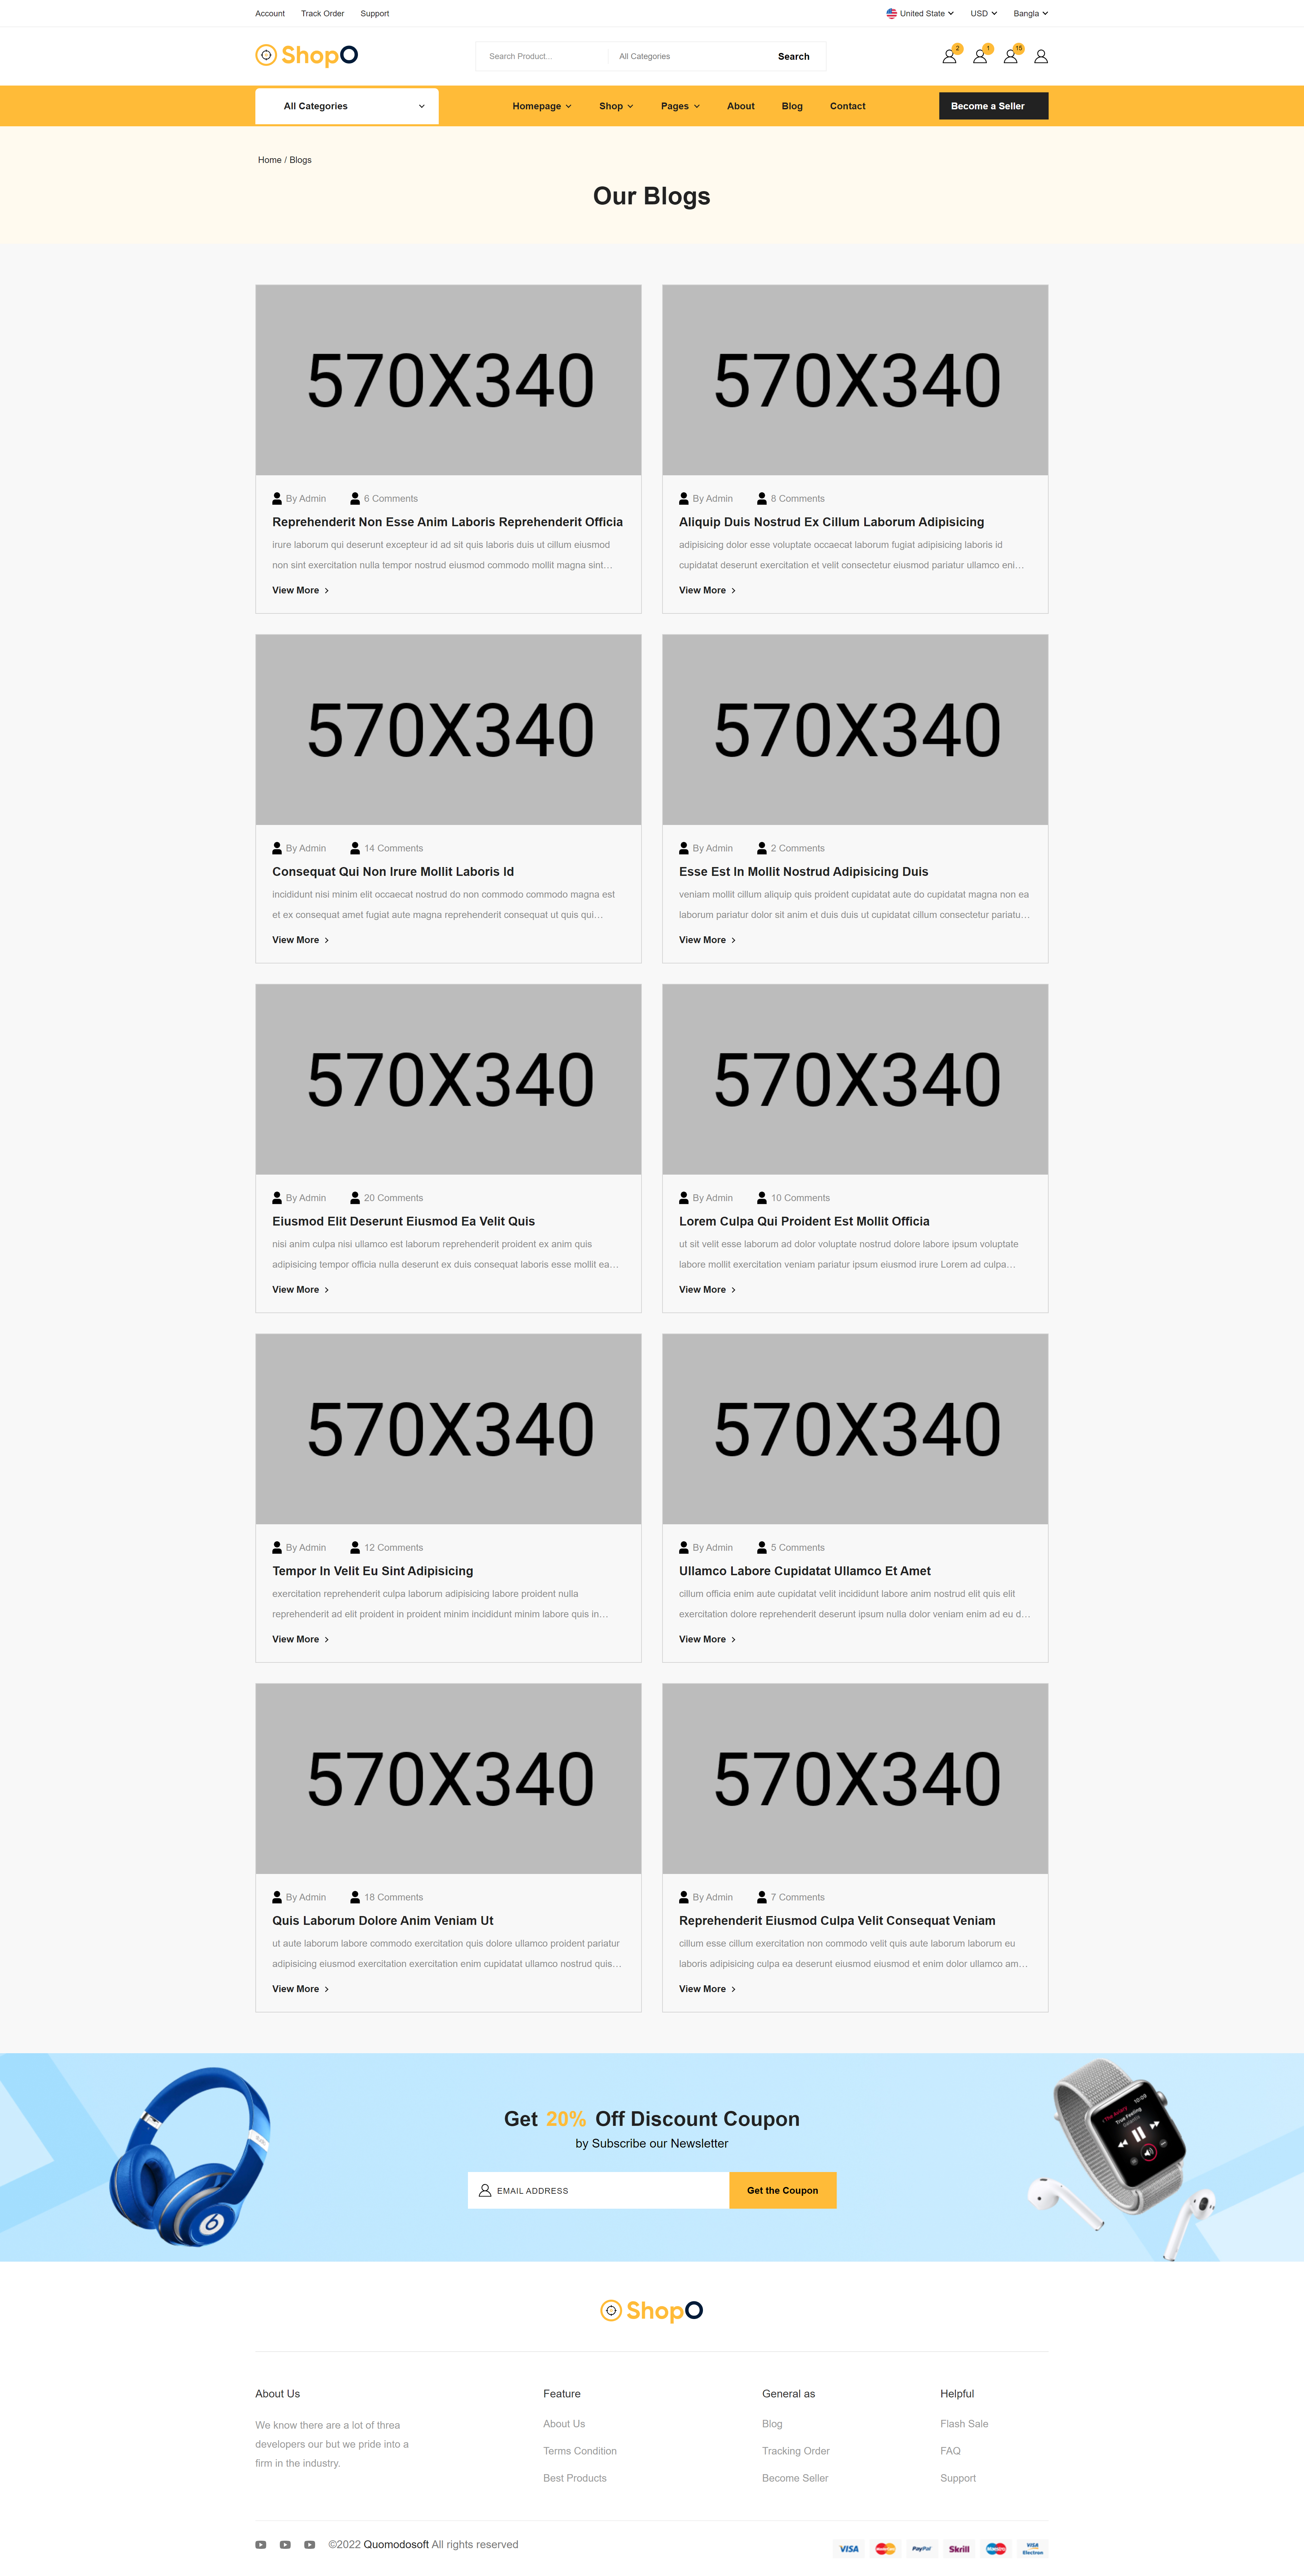 Account Track Order Support United State USD Bangla
ShopO Search Product... All Categories Search 2 1 15
All Categories Homepage Shop Pages About Blog Contact Become a Seller
Home / Blogs
Our Blogs
570X340 570X340
By Admin 6 Comments By Admin 8 Comments
Reprehenderit Non Esse Anim Laboris Reprehenderit Officia Aliquip Duis Nostrud Ex Cillum Laborum Adipisicing
irure laborum qui deserunt excepteur id ad sit quis laboris duis ut cillum eiusmod adipisicing dolor esse voluptate occaecat laborum fugiat adipisicing laboris id
non sint exercitation nulla tempor nostrud eiusmod commodo mollit magna sint... cupidatat deserunt exercitation et velit consectetur eiusmod pariatur ullamco eni...
View More View More
570X340 570X340
By Admin 14 Comments By Admin 2 Comments
Consequat Qui Non Irure Mollit Laboris Id Esse Est In Mollit Nostrud Adipisicing Duis
incididunt nisi minim elit occaecat nostrud do non commodo commodo magna est veniam mollit cillum aliquip quis proident cupidatat aute do cupidatat magna non ea
et ex consequat amet fugiat aute magna reprehenderit consequat ut quis qui... laborum pariatur dolor sit anim et duis duis ut cupidatat cillum consectetur pariatu...
View More View More
570X340 570X340
By Admin 20 Comments By Admin 10 Comments
Eiusmod Elit Deserunt Eiusmod Ea Velit Quis Lorem Culpa Qui Proident Est Mollit Officia
nisi anim culpa nisi ullamco est laborum reprehenderit proident ex anim quis ut sit velit esse laborum ad dolor voluptate nostrud dolore labore ipsum voluptate
adipisicing tempor officia nulla deserunt ex duis consequat laboris esse mollit ea... labore mollit exercitation veniam pariatur ipsum eiusmod irure Lorem ad culpa...
View More View More
570X340 570X340
By Admin 12 Comments By Admin 5 Comments
Tempor In Velit Eu Sint Adipisicing Ullamco Labore Cupidatat Ullamco Et Amet
exercitation reprehenderit culpa laborum adipisicing labore proident nulla cillum officia enim aute cupidatat velit incididunt labore anim nostrud elit quis elit
reprehenderit ad elit proident in proident minim incididunt minim labore quis in... exercitation dolore reprehenderit deserunt ipsum nulla dolor veniam enim ad eu d...
View More View More
570X340 570X340
By Admin 18 Comments By Admin 7 Comments
Quis Laborum Dolore Anim Veniam Ut Reprehenderit Eiusmod Culpa Velit Consequat Veniam
ut aute laborum labore commodo exercitation quis dolore ullamco proident pariatur cillum esse cillum exercitation non commodo velit quis aute laborum laborum eu
adipisicing eiusmod exercitation exercitation enim cupidatat ullamco nostrud quis... laboris adipisicing culpa ea deserunt eiusmod eiusmod et enim dolor ullamco am...
View More View More
10:09
True Feeling
Get 20% Off Discount Coupon
by Subscribe our Newsletter
EMAIL ADDRESS Get the Coupon
ShopO
About Us Feature General as Helpful
We know there are a lot of threa About Us Blog Flash Sale
developers our but we pride into a Terms Condition Tracking Order FAQ
firm in the industry. Best Products Become Seller Support
©2022 Quomodosoft All rights reserved VISA MasterCard PayPal Skrill Maestro VISA Electron